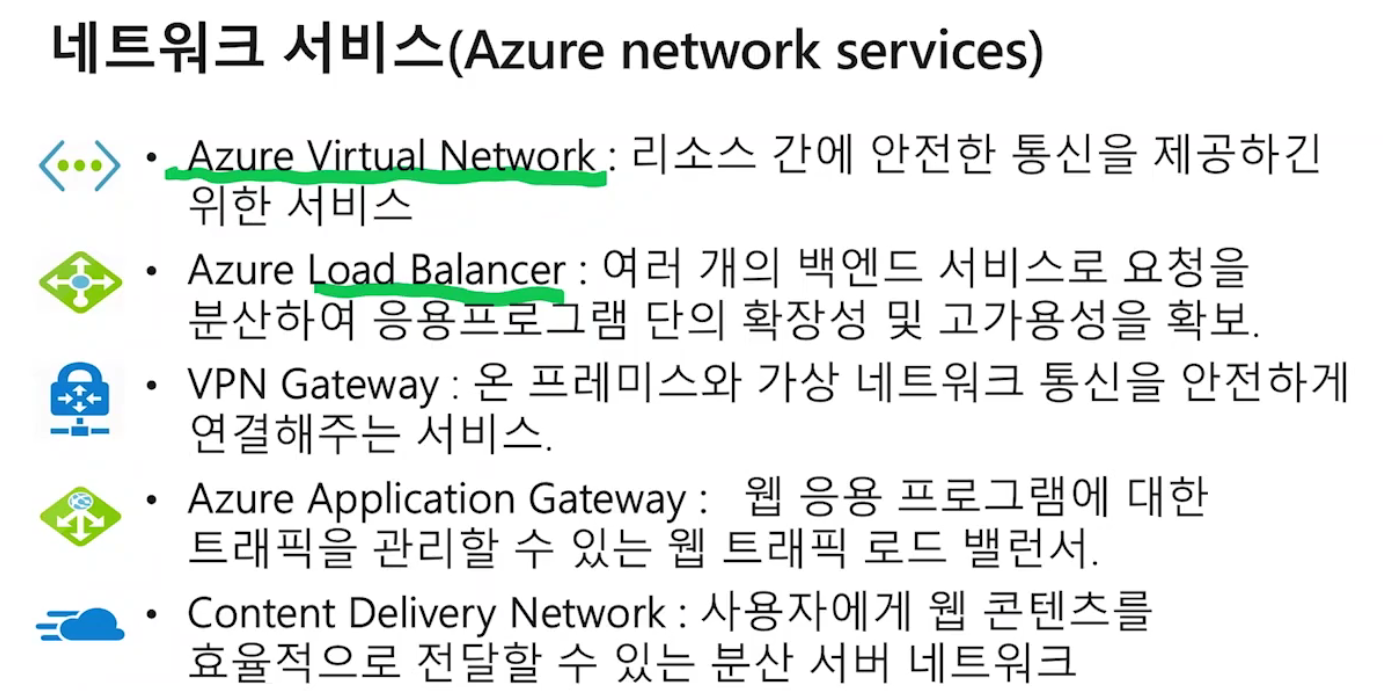 네트워크 서비스(Azure network services)
• Azure Virtual Network : 리소스 간에 안전한 통신을 제공하긴
위한 서비스
• Azure Load Balancer : 여러 개의 백엔드 서비스로 요청을
분산하여 응용프로그램 단의 확장성 및 고가용성을 확보.
• VPN Gateway : 온 프레미스와 가상 네트워크 통신을 안전하게
연결해주는 서비스.
• Azure Application Gateway : 웹 응용 프로그램에 대한
트래픽을 관리할 수 있는 웹 트래픽 로드 밸런서.
• Content Delivery Network : 사용자에게 웹 콘텐츠를
효율적으로 전달할 수 있는 분산 서버 네트워크